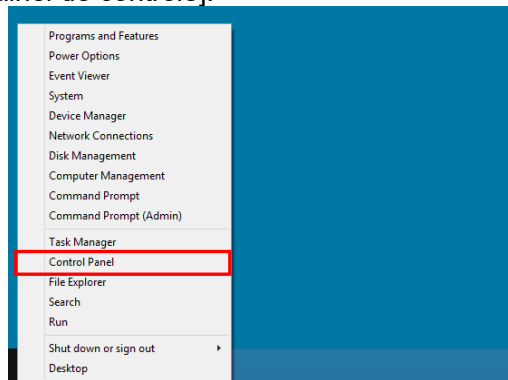 Programs and Features
Power Options
Event Viewer
System
Device Manager
Network Connections
Disk Management
Computer Management
Command Prompt
Command Prompt (Admin)
Task Manager
Control Panel
File Explorer
Search
Run
Shut down or sign out
Desktop